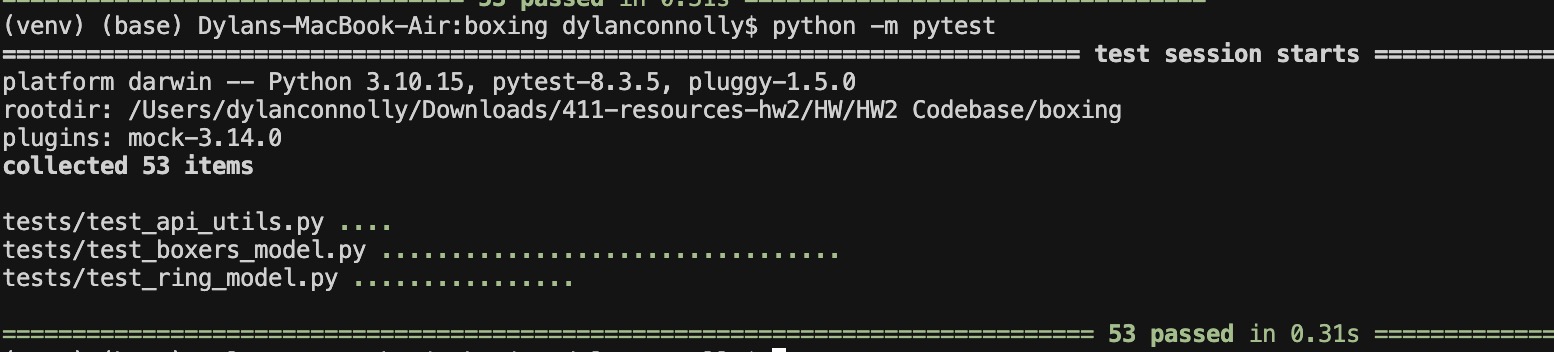 53 passed in 0.31s
(venv) (base) Dylans-MacBook-Air:boxing dylanconnolly$ python -m pytest
=============================================================================== test session starts =============
platform darwin -- Python 3.10.15, pytest-8.3.5, pluggy-1.5.0
rootdir: /Users/dylanconnolly/Downloads/411-resources-hw2/HW/HW2 Codebase/boxing
plugins: mock-3.14.0
collected 53 items
tests/test_api_utils.py ....
tests/test_boxers_model.py .................................
tests/test_ring_model.py ................
================================================================================ 53 passed in 0.31s =============